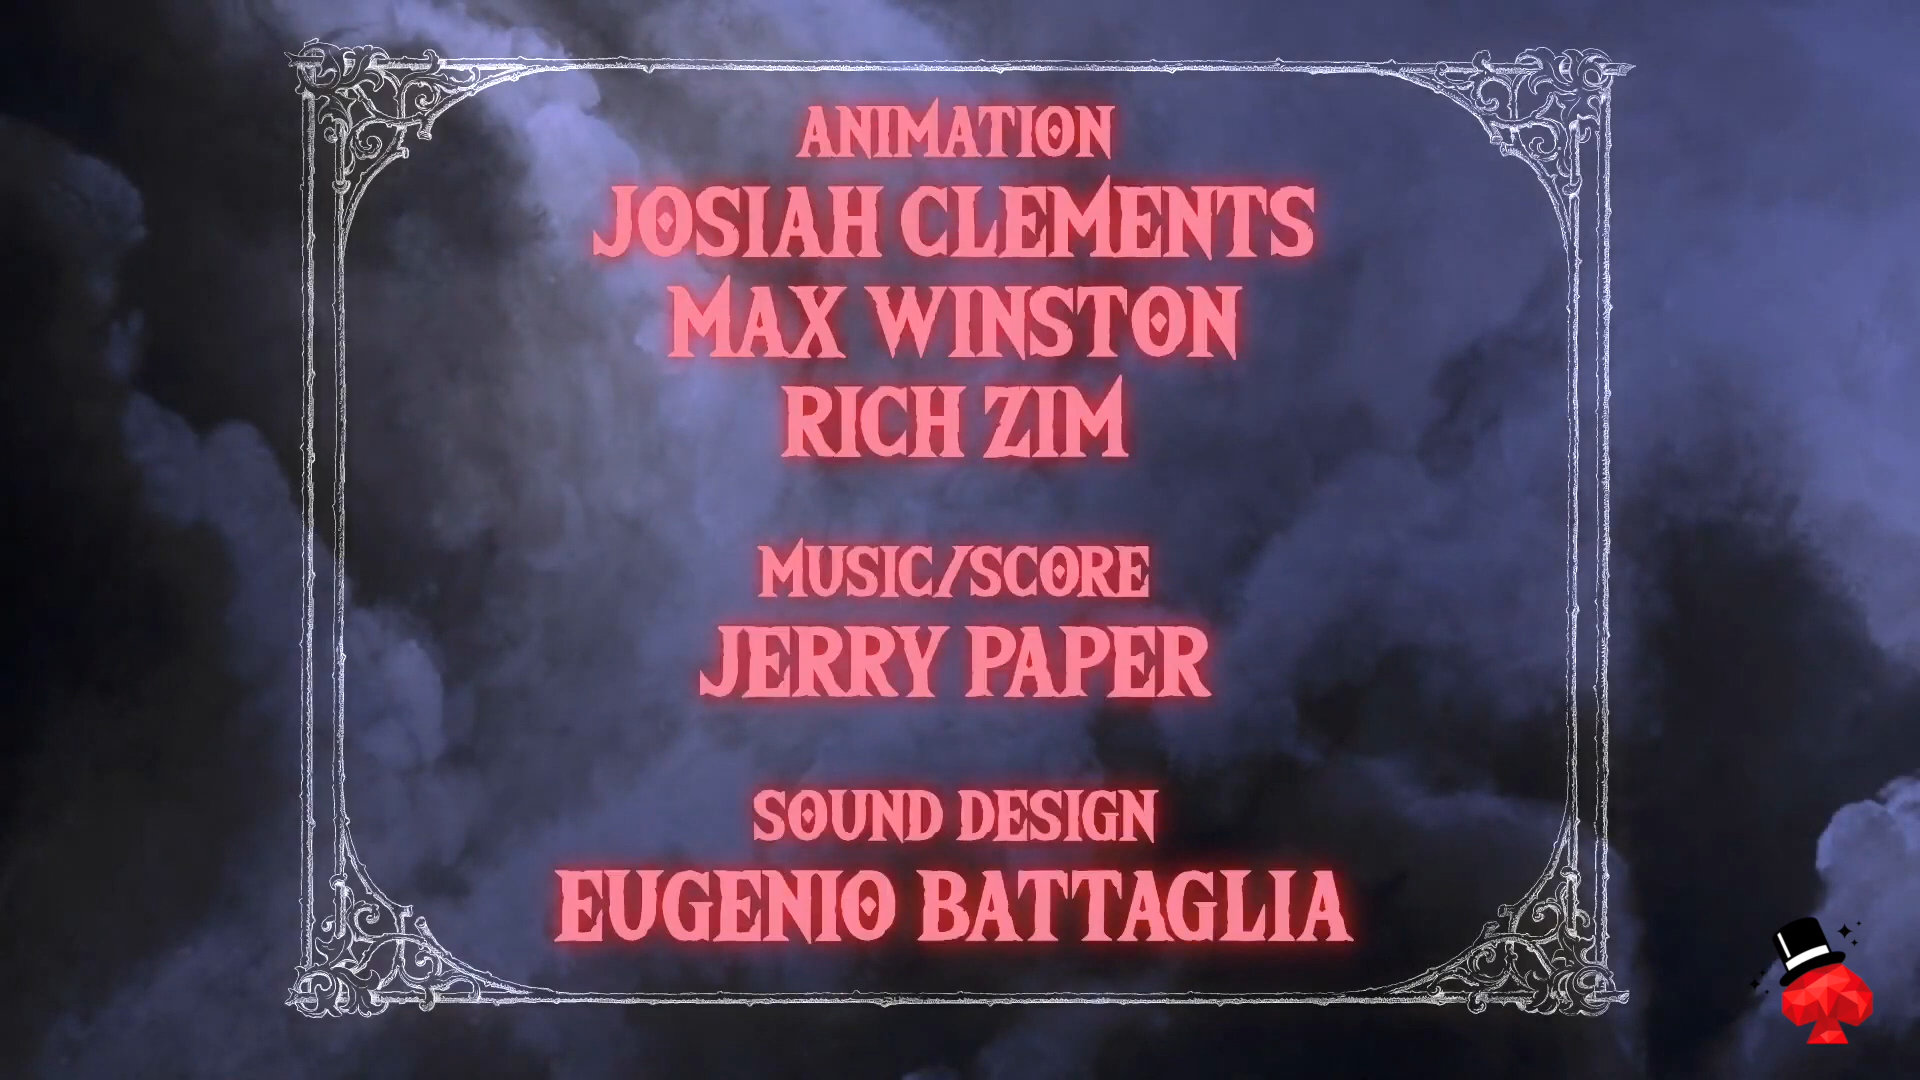 ANIMATION
JOSIAH CLEMENTS
MAX WINSTON
RICH ZIM
MUSIC/SCORE
JERRY PAPER
SOUND DESIGN
EUGENIO BATTAGLIA